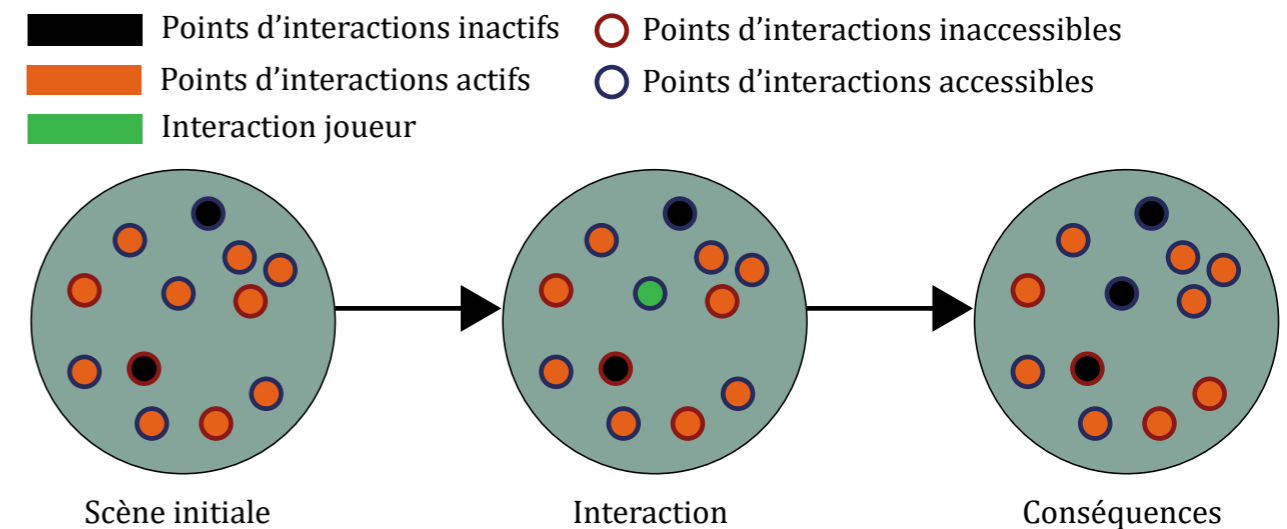 Points d’interactions inactifs
Points d’interactions inaccessibles
Points d’interactions actifs
Points d’interactions accessibles
Interaction joueur
Scène initiale
Interaction
Conséquences